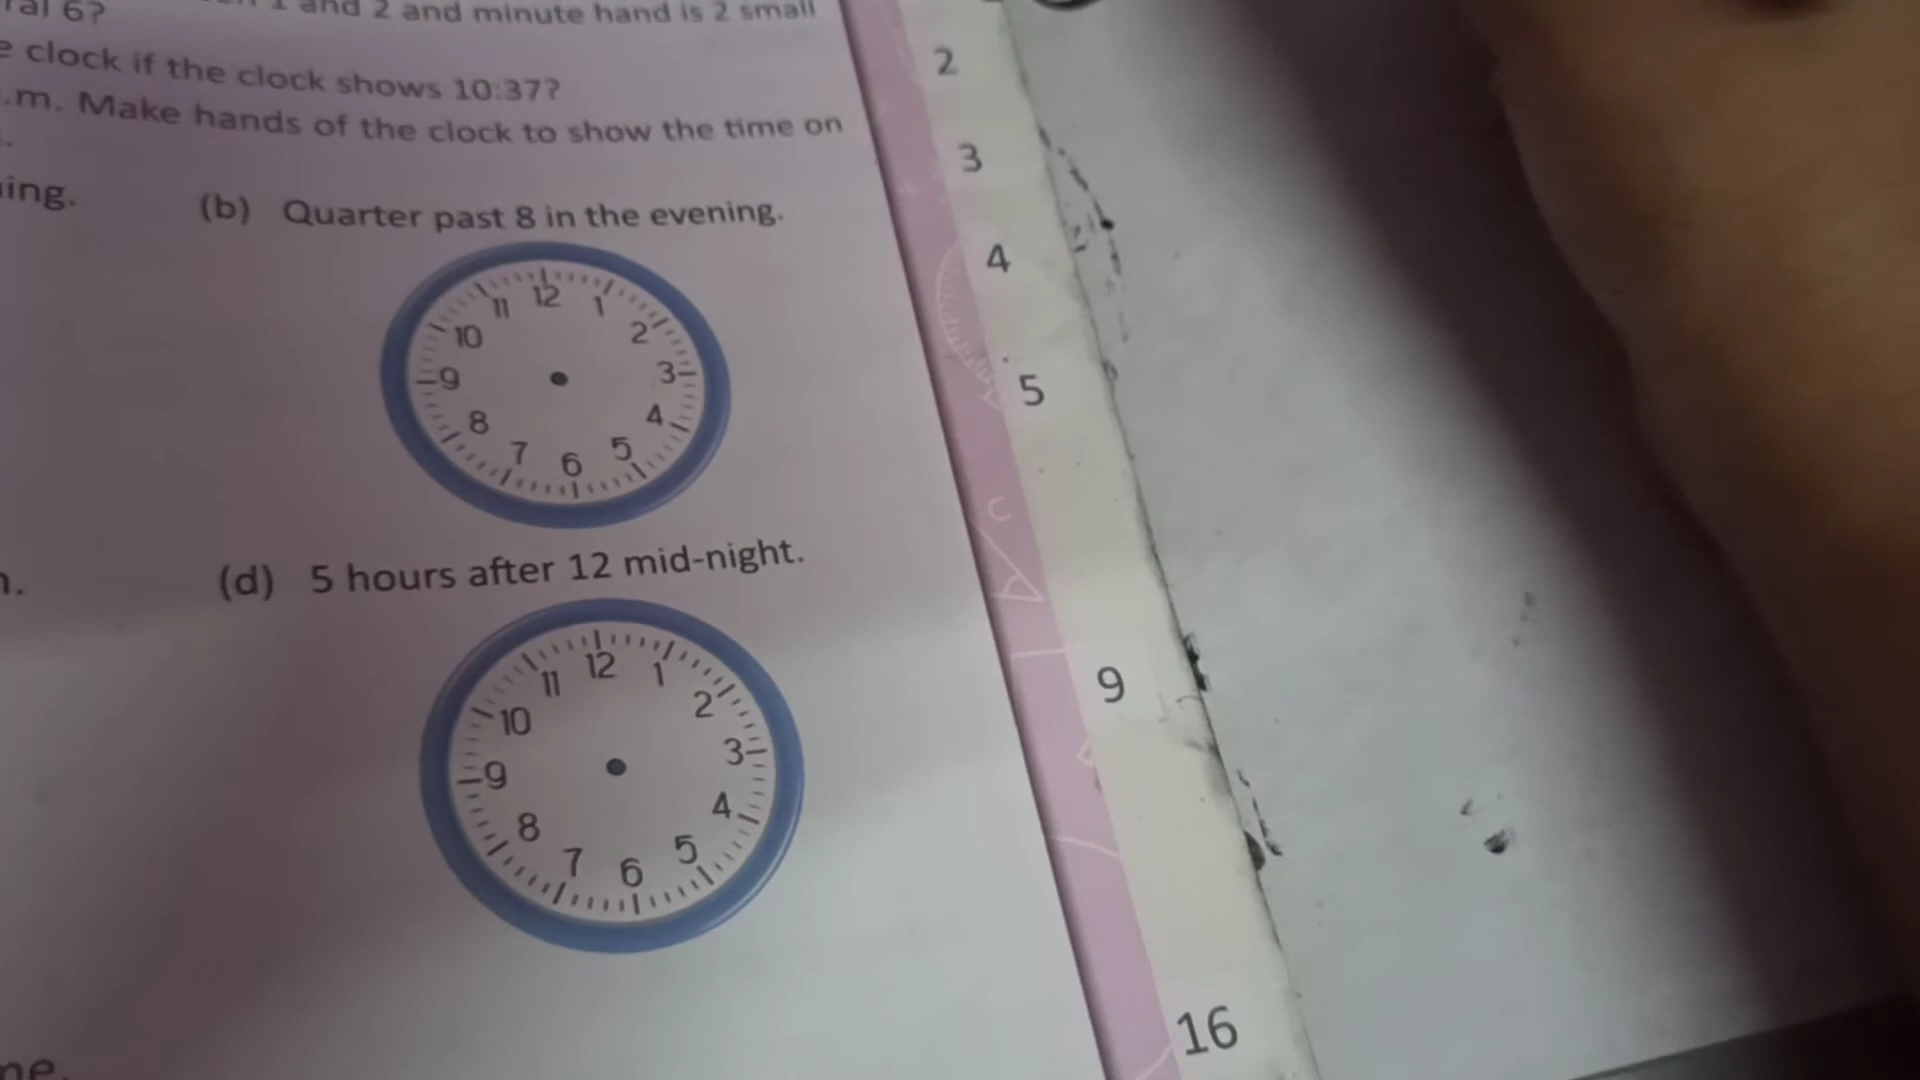 ral 6?
1 and 2 and minute hand is 2 small
clock if the clock shows 10:37?
.m. Make hands of the clock to show the time on
ing.
(b) Quarter past 8 in the evening.
12
11 1
10 2
9 3
8 4
7 5
6
(d) 5 hours after 12 mid-night.
12
11 1
10 2
9 3
8 4
7 5
6
2
3
4
5
9
16